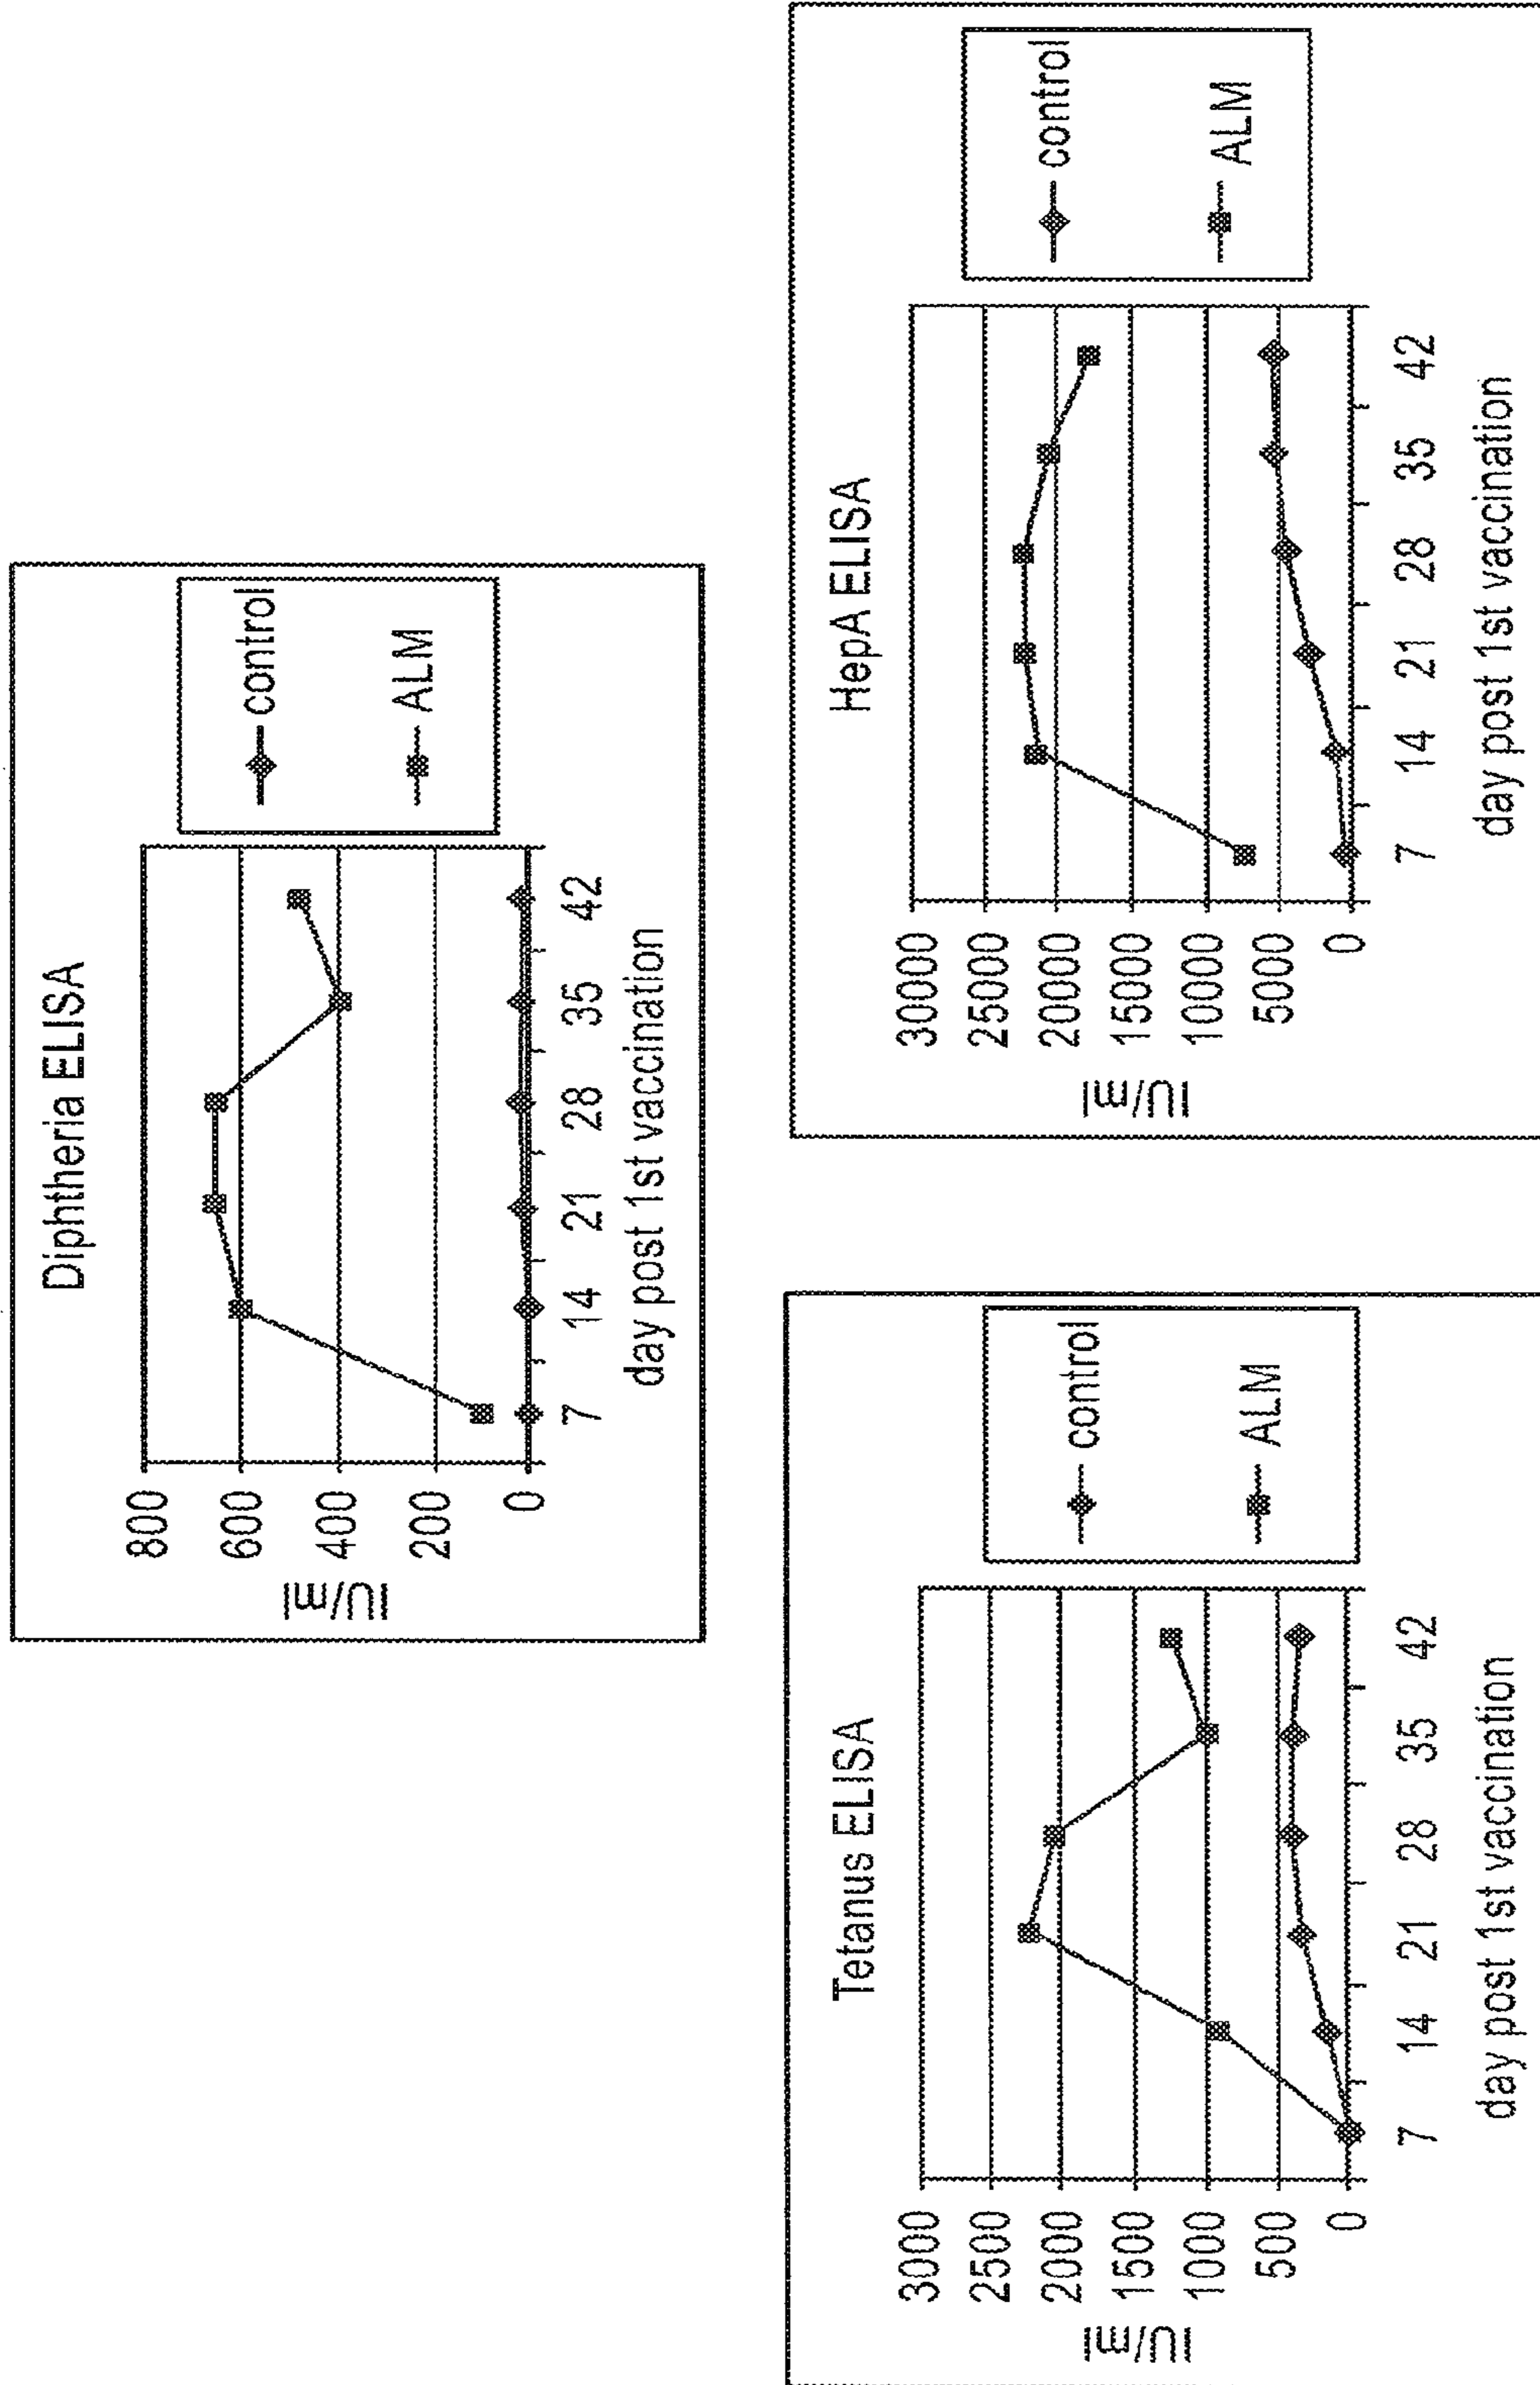 Diphtheria ELISA
IU/ml
800
600
400
200
0
7 14 21 28 35 42
day post 1st vaccination
control
ALM
Tetanus ELISA
IU/ml
3000
2500
2000
1500
1000
500
0
7 14 21 28 35 42
day post 1st vaccination
control
ALM
HepA ELISA
IU/ml
30000
25000
20000
15000
10000
5000
0
7 14 21 28 35 42
day post 1st vaccination
control
ALM